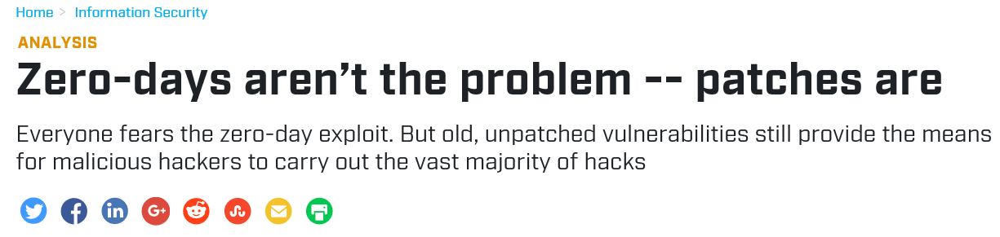 Home > Information Security
ANALYSIS
Zero-days aren’t the problem -- patches are
Everyone fears the zero-day exploit. But old, unpatched vulnerabilities still provide the means
for malicious hackers to carry out the vast majority of hacks